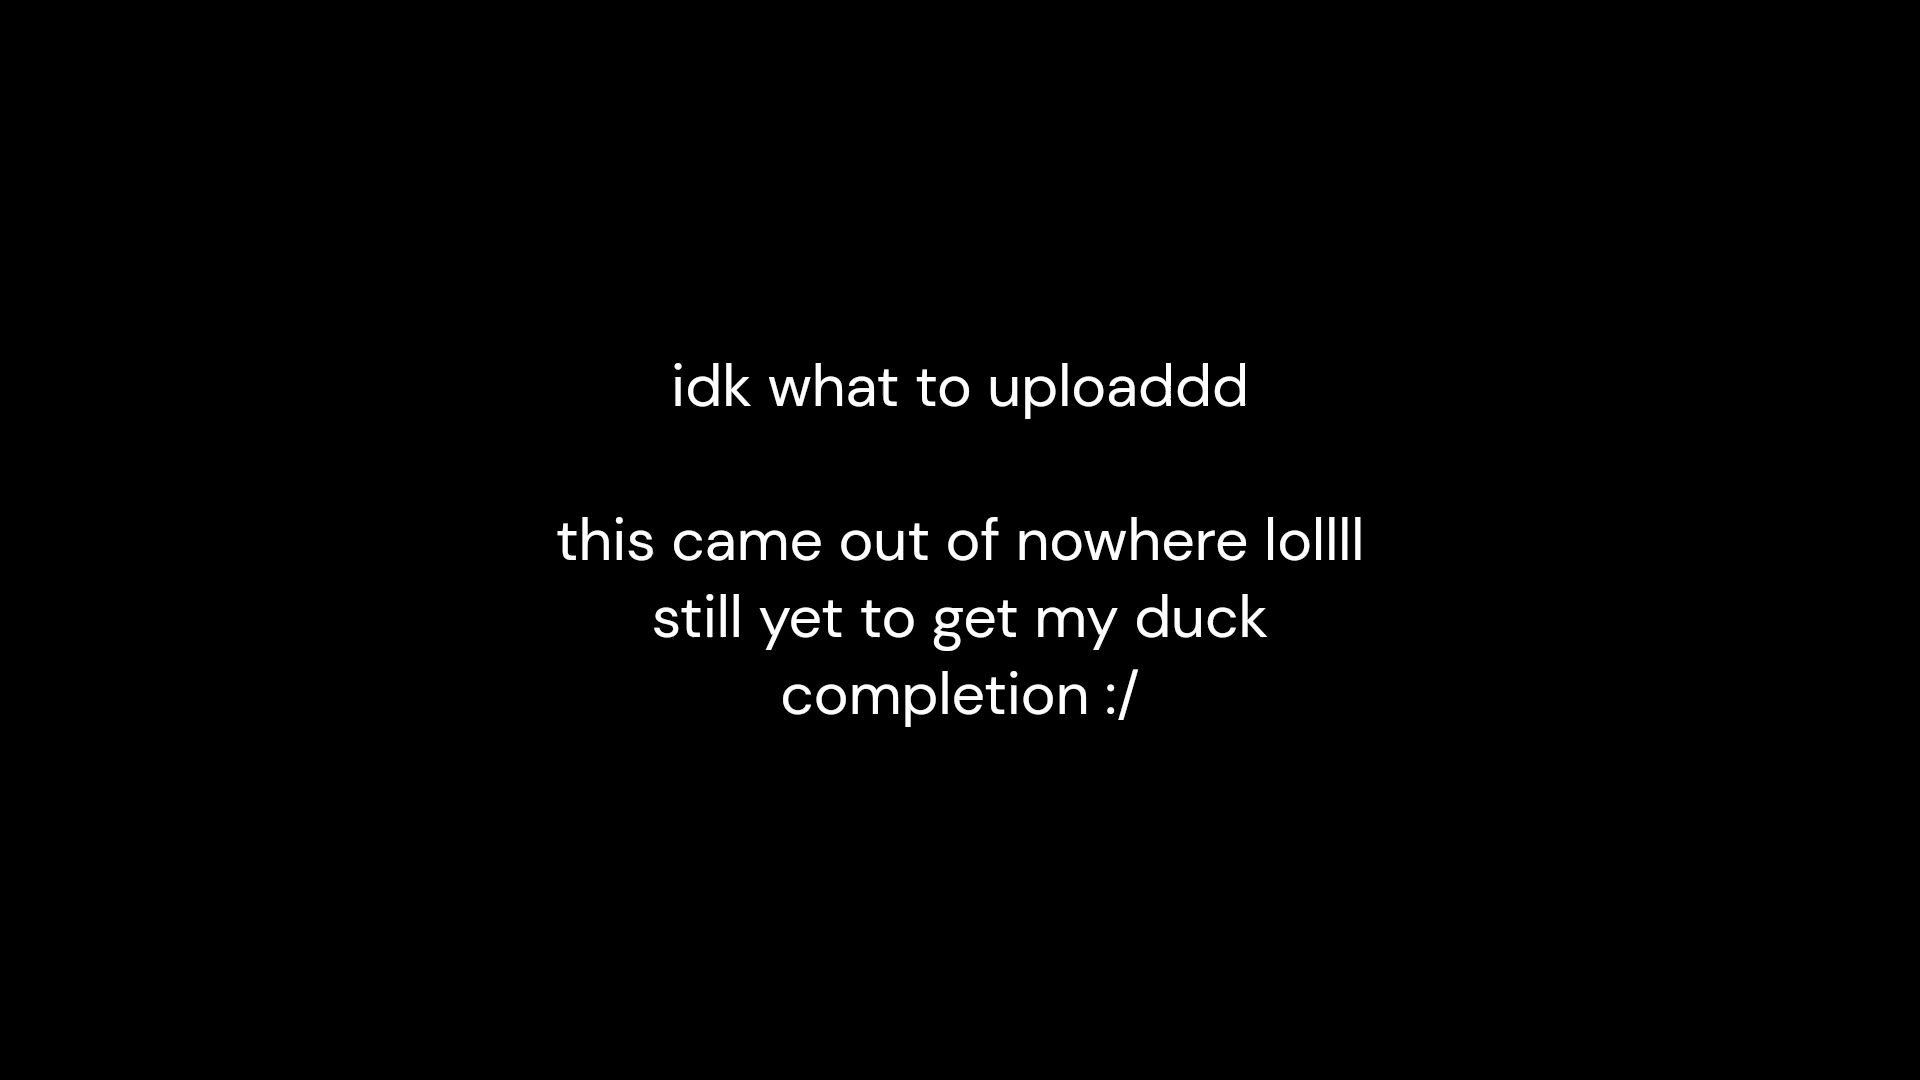 idk what to uploaddd
this came out of nowhere lollll
still yet to get my duck
completion :/